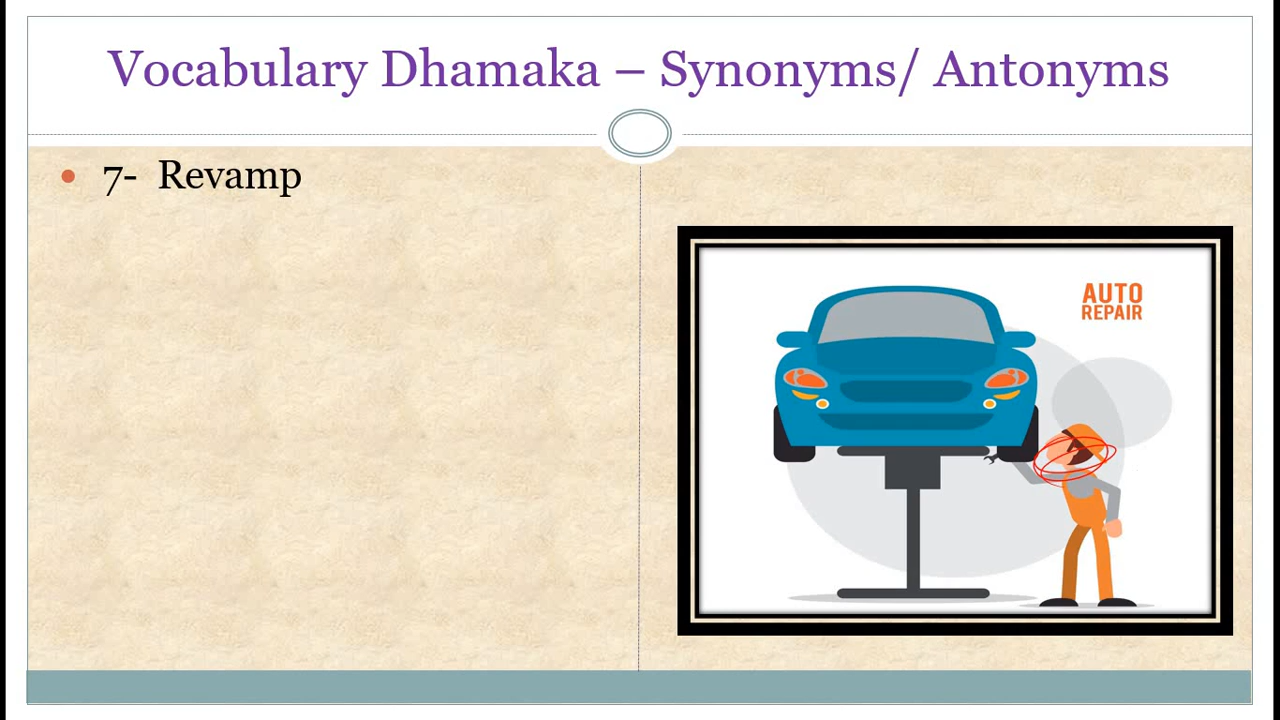 Vocabulary Dhamaka – Synonyms/ Antonyms
• 7- Revamp
AUTO
REPAIR